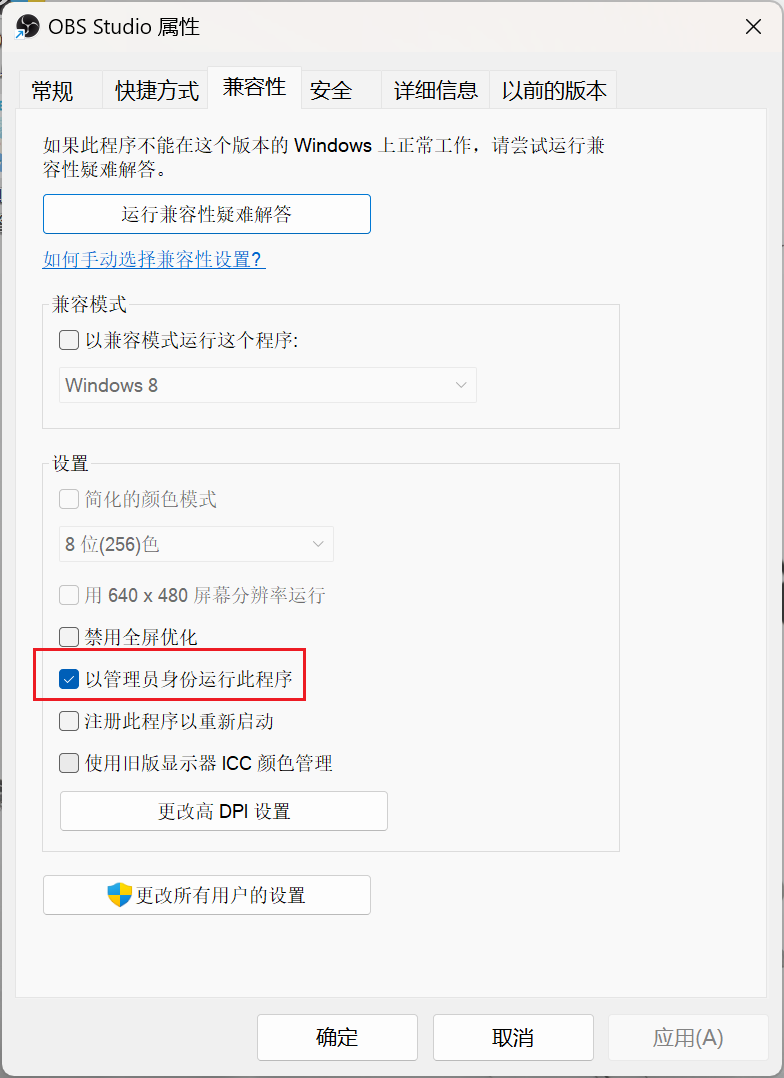 OBS Studio 属性
常规 快捷方式 兼容性 安全 详细信息 以前的版本
如果此程序不能在这个版本的 Windows 上正常工作，请尝试运行兼
容性疑难解答。
运行兼容性疑难解答
如何手动选择兼容性设置?
兼容模式
以兼容模式运行这个程序:
Windows 8
设置
简化的颜色模式
8 位(256)色
用 640 x 480 屏幕分辨率运行
禁用全屏优化
以管理员身份运行此程序
注册此程序以重新启动
使用旧版显示器 ICC 颜色管理
更改高 DPI 设置
更改所有用户的设置
确定 取消 应用(A)